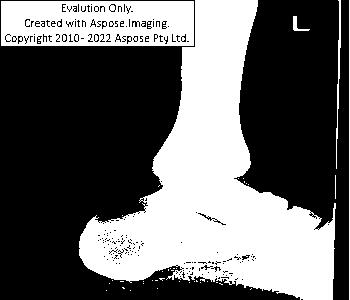 Evalution Only.
Created with Aspose.Imaging.
Copyright 2010- 2022 Aspose Pty Ltd.
L